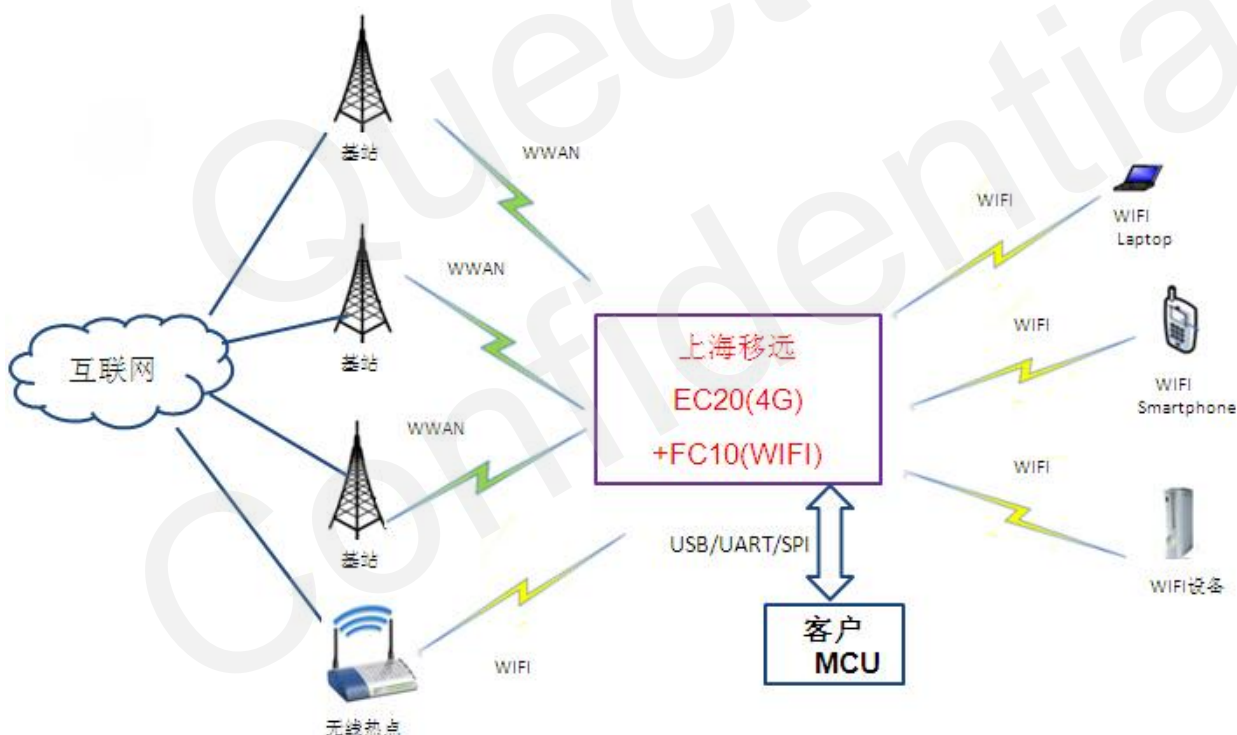 基站
WWAN
WIFI
WIFI
Laptop
基站
WWAN
互联网
上海移远
EC20(4G)
+FC10(WIFI)
WIFI
WIFI
Smartphone
基站
WWAN
WIFI
WIFI设备
USB/UART/SPI
客户
MCU
WIFI
无线热点
Confidential